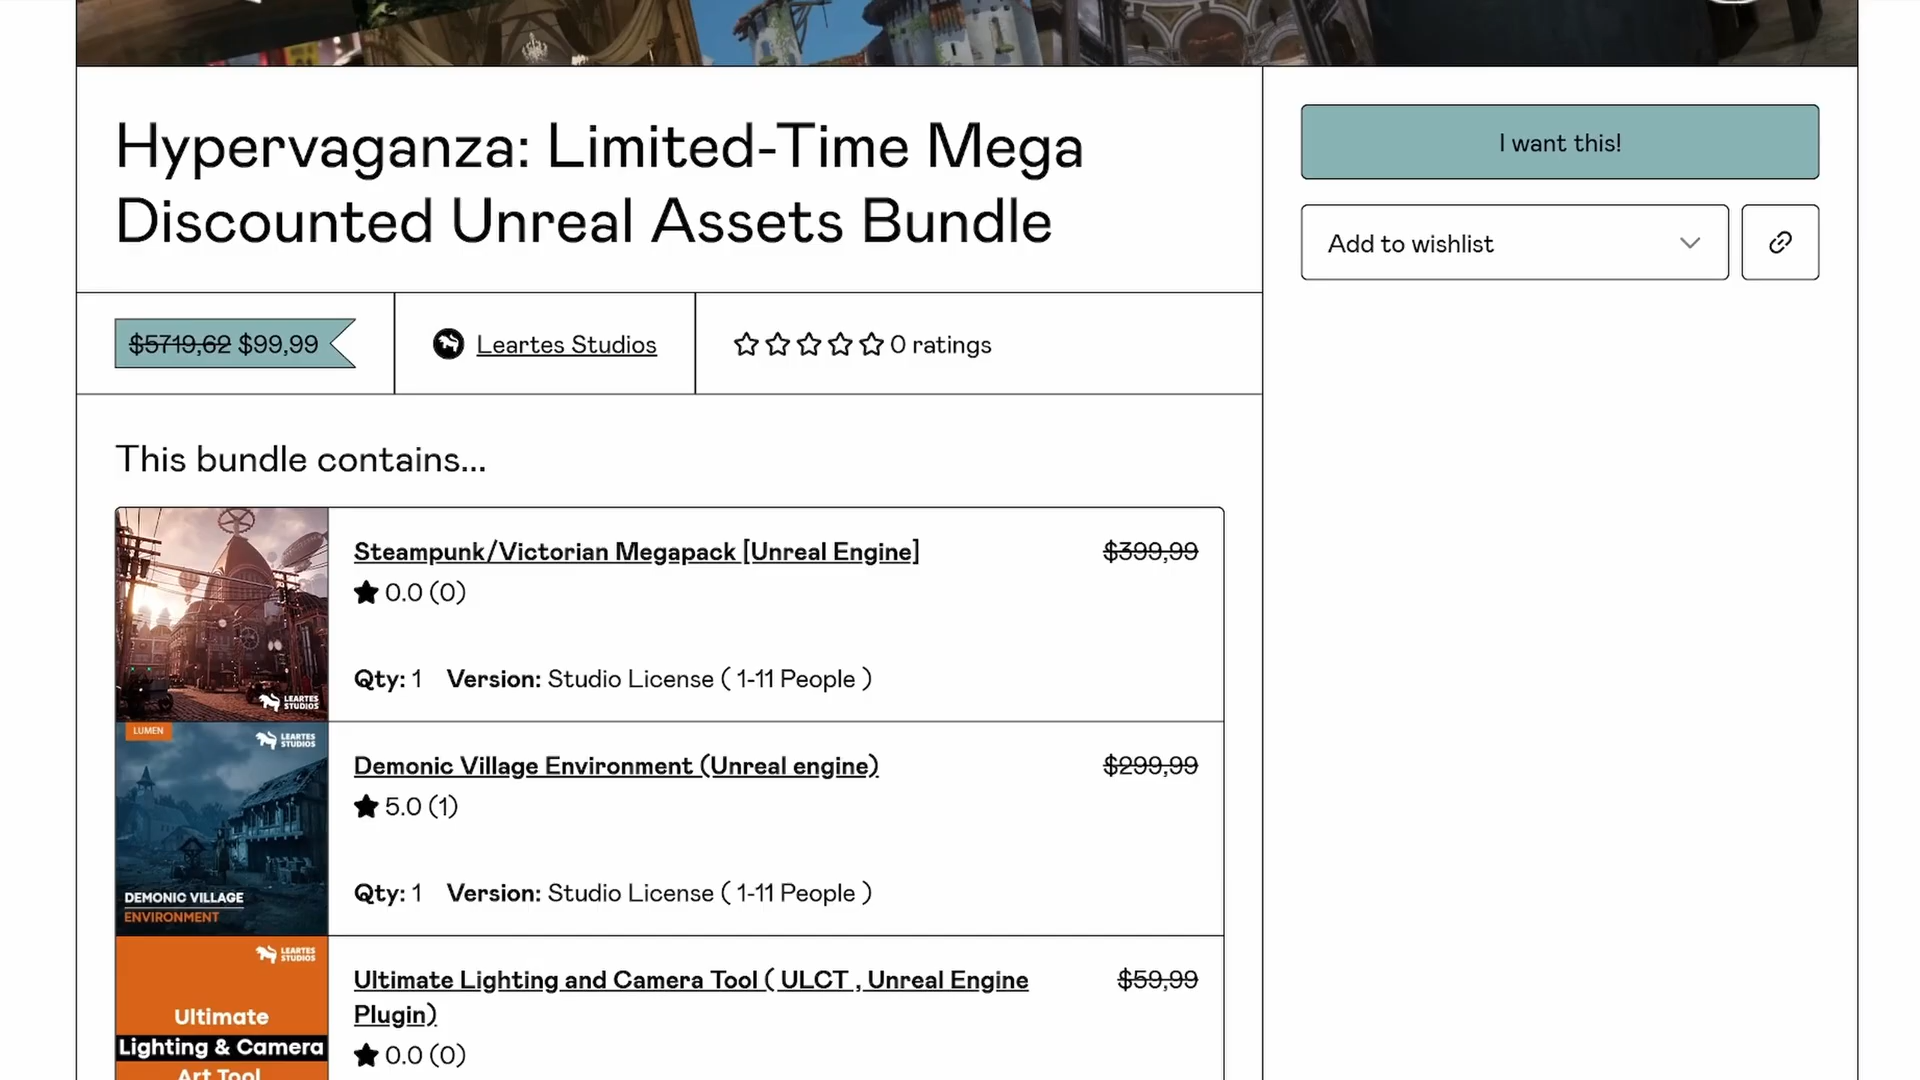 Hypervaganza: Limited-Time Mega
Discounted Unreal Assets Bundle
I want this!
Add to wishlist
$5719,62 $99,99
Leartes Studios
0 ratings
This bundle contains...
LEARTES
STUDIOS
Steampunk/Victorian Megapack [Unreal Engine]
$399,99
0.0 (0)
Qty: 1 Version: Studio License ( 1-11 People )
LUMEN
LEARTES
STUDIOS
DEMONIC VILLAGE
ENVIRONMENT
Demonic Village Environment (Unreal engine)
$299,99
5.0 (1)
Qty: 1 Version: Studio License ( 1-11 People )
LEARTES
STUDIOS
Ultimate
Lighting & Camera
Art Tool
Ultimate Lighting and Camera Tool ( ULCT , Unreal Engine
Plugin)
$59,99
0.0 (0)